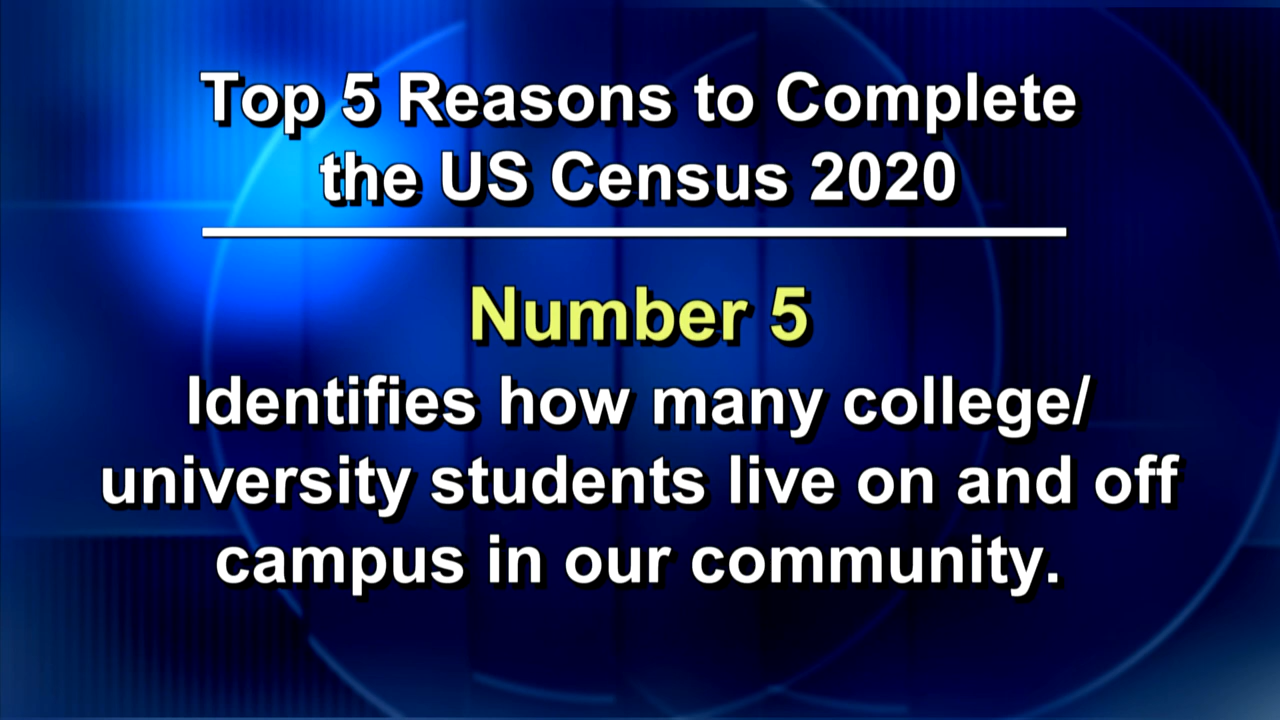 Top 5 Reasons to Complete
the US Census 2020
Number 5
Identifies how many college/
university students live on and off
campus in our community.